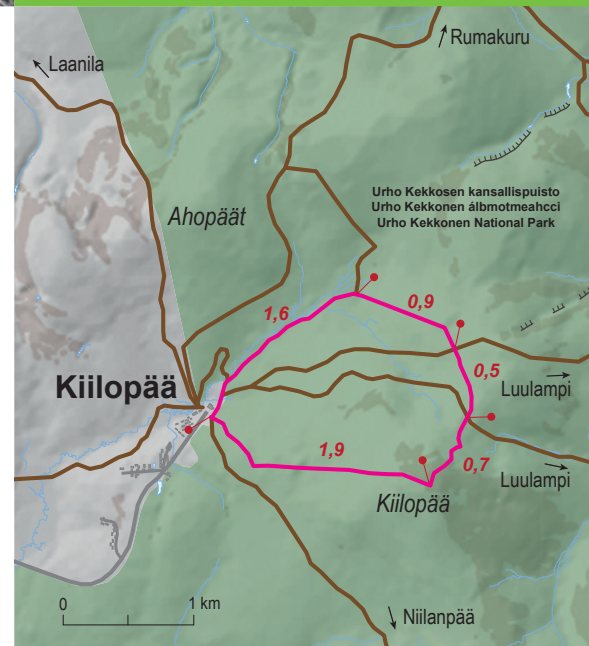 Rumakuru
Laanila
Urho Kekkosen kansallispuisto
Urho Kekkonen álbmotmeahcci
Urho Kekkonen National Park
Ahopäät
1,6
0,9
Kiilopää
0,5
Luulampi
1,9
0,7
Luulampi
Kiilopää
0
1 km
Niilanpää